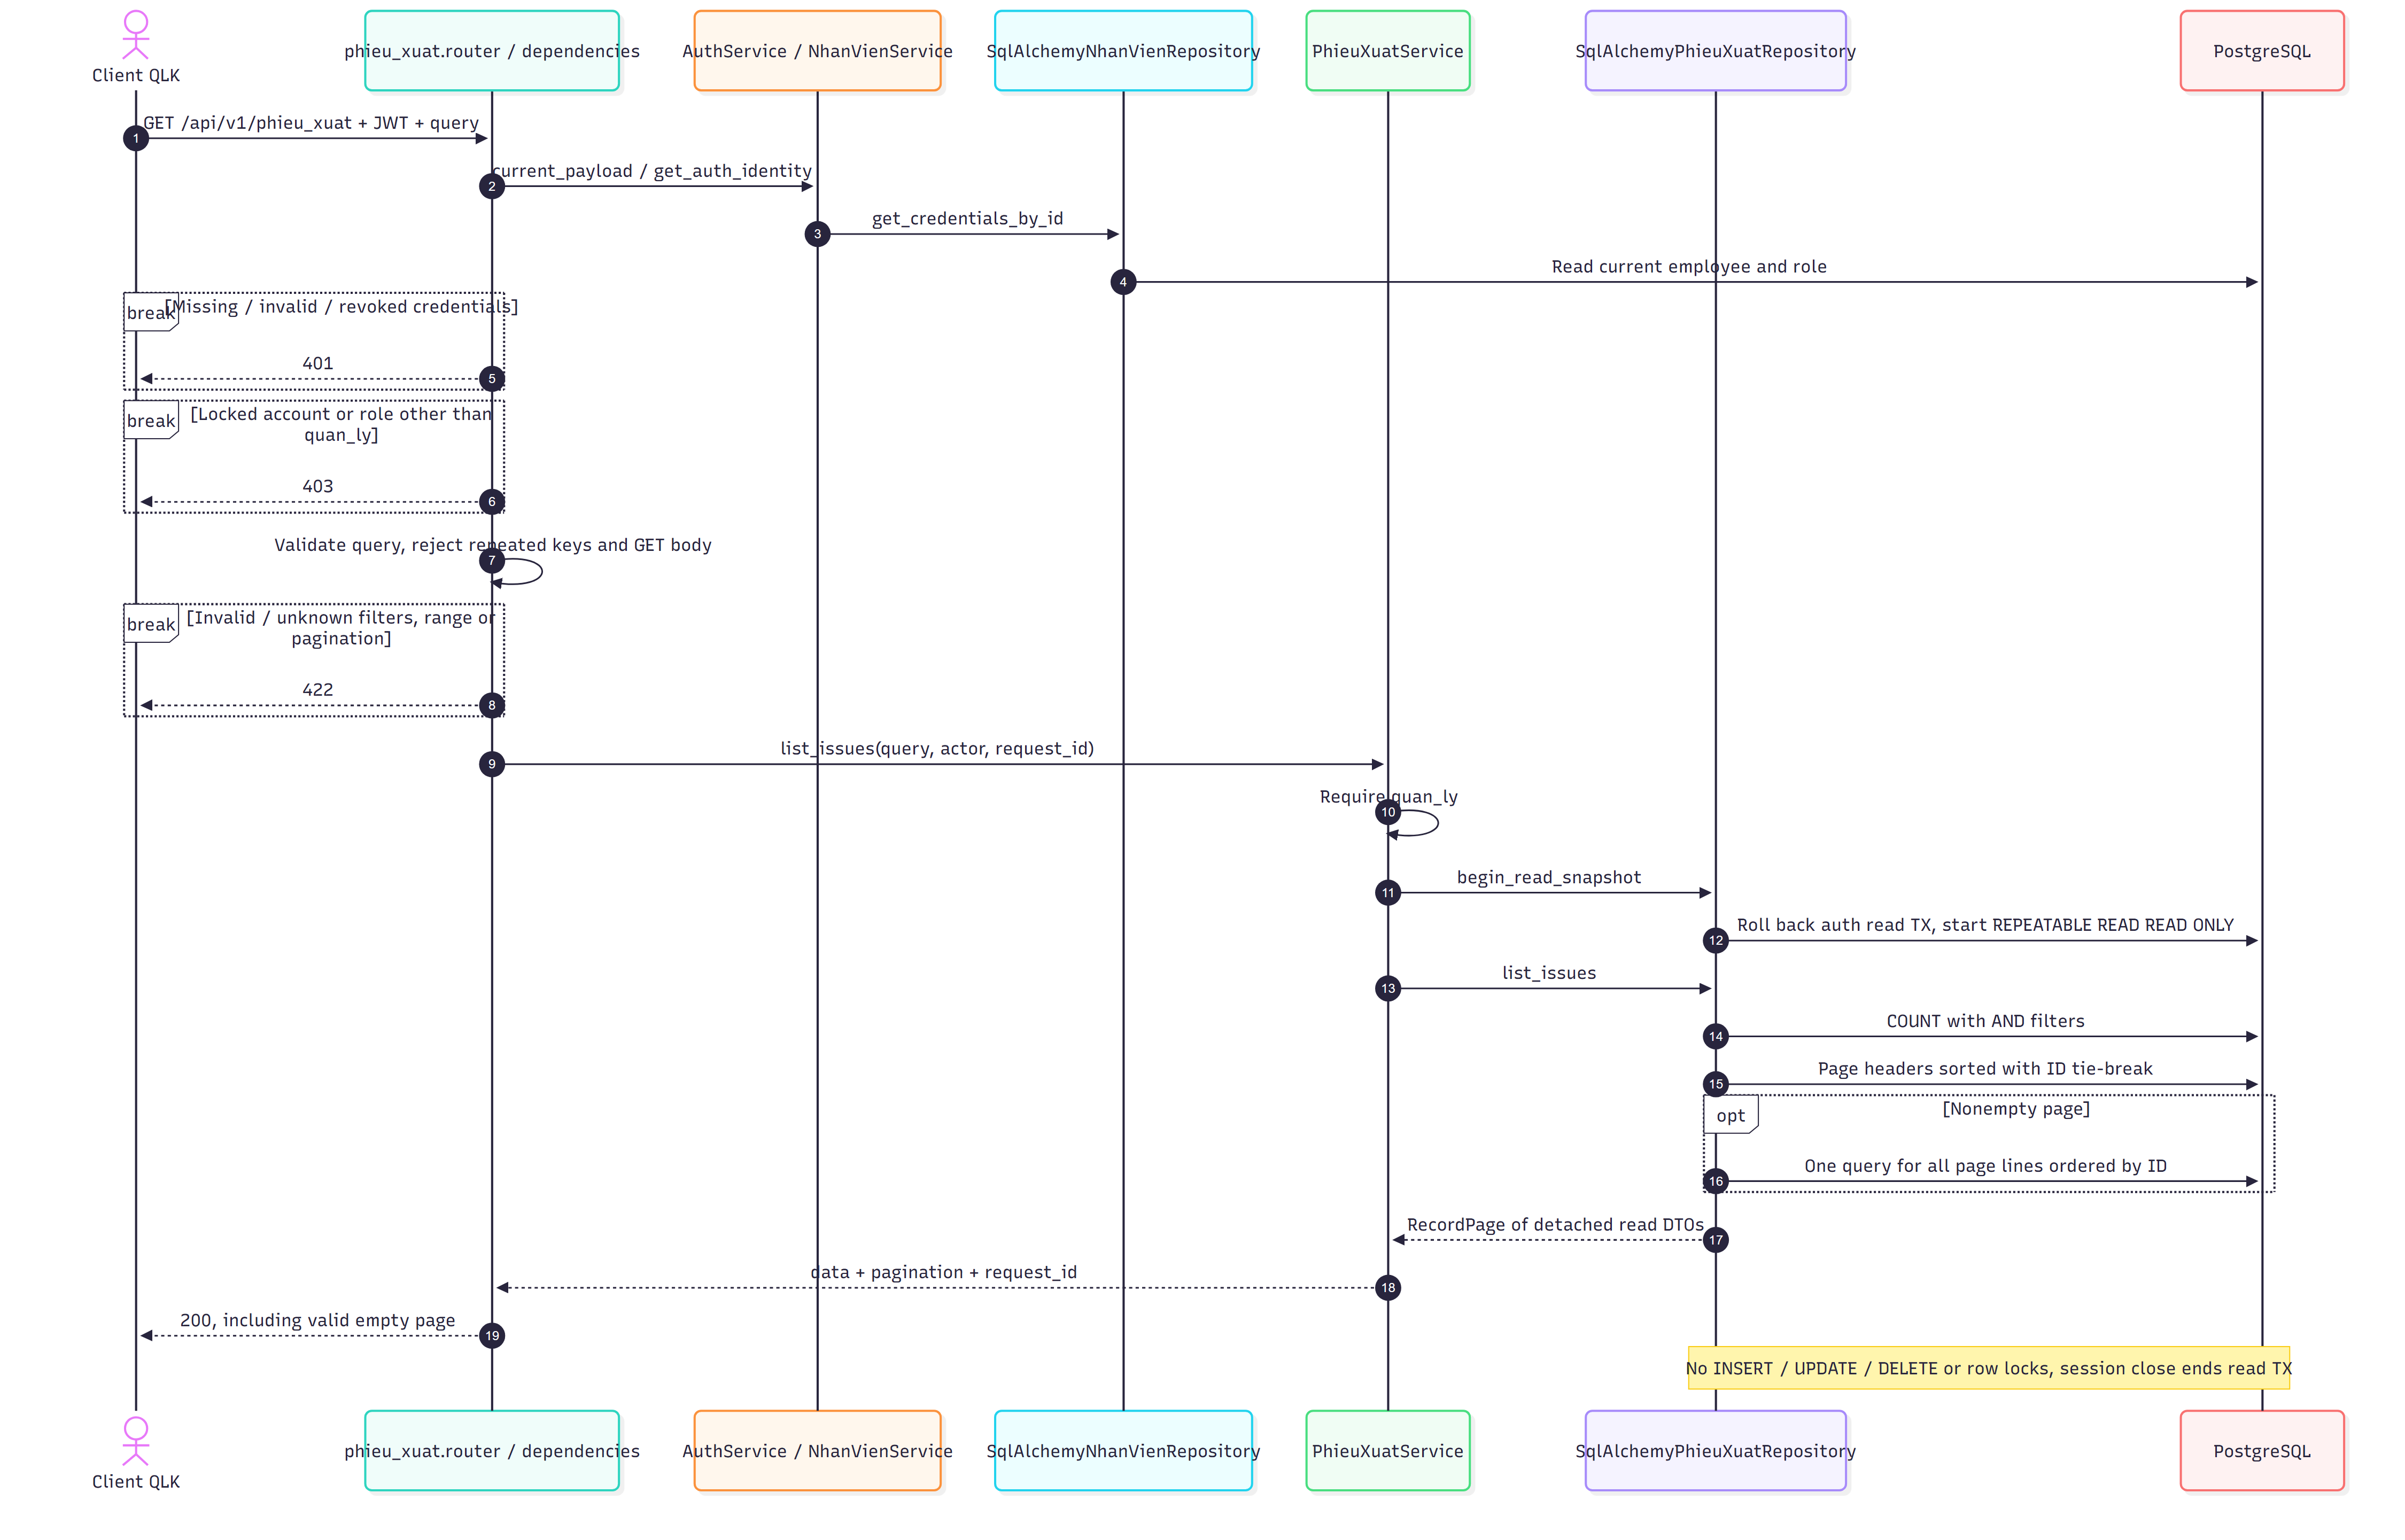 Client QLK
phieu_xuat.router / dependencies
AuthService / NhanVienService
SqlAlchemyNhanVienRepository
PhieuXuatService
SqlAlchemyPhieuXuatRepository
PostgreSQL
1
GET /api/v1/phieu_xuat + JWT + query
2
current_payload / get_auth_identity
3
get_credentials_by_id
4
Read current employee and role
break
[Missing / invalid / revoked credentials]
401
5
break
[Locked account or role other than
quan_ly]
403
6
Validate query, reject repeated keys and GET body
7
break
[Invalid / unknown filters, range or
pagination]
422
8
list_issues(query, actor, request_id)
9
Require quan_ly
10
begin_read_snapshot
11
Roll back auth read TX, start REPEATABLE READ READ ONLY
12
list_issues
13
COUNT with AND filters
14
Page headers sorted with ID tie-break
15
opt
[Nonempty page]
One query for all page lines ordered by ID
16
RecordPage of detached read DTOs
17
data + pagination + request_id
18
200, including valid empty page
19
No INSERT / UPDATE / DELETE or row locks, session close ends read TX
Client QLK
phieu_xuat.router / dependencies
AuthService / NhanVienService
SqlAlchemyNhanVienRepository
PhieuXuatService
SqlAlchemyPhieuXuatRepository
PostgreSQL